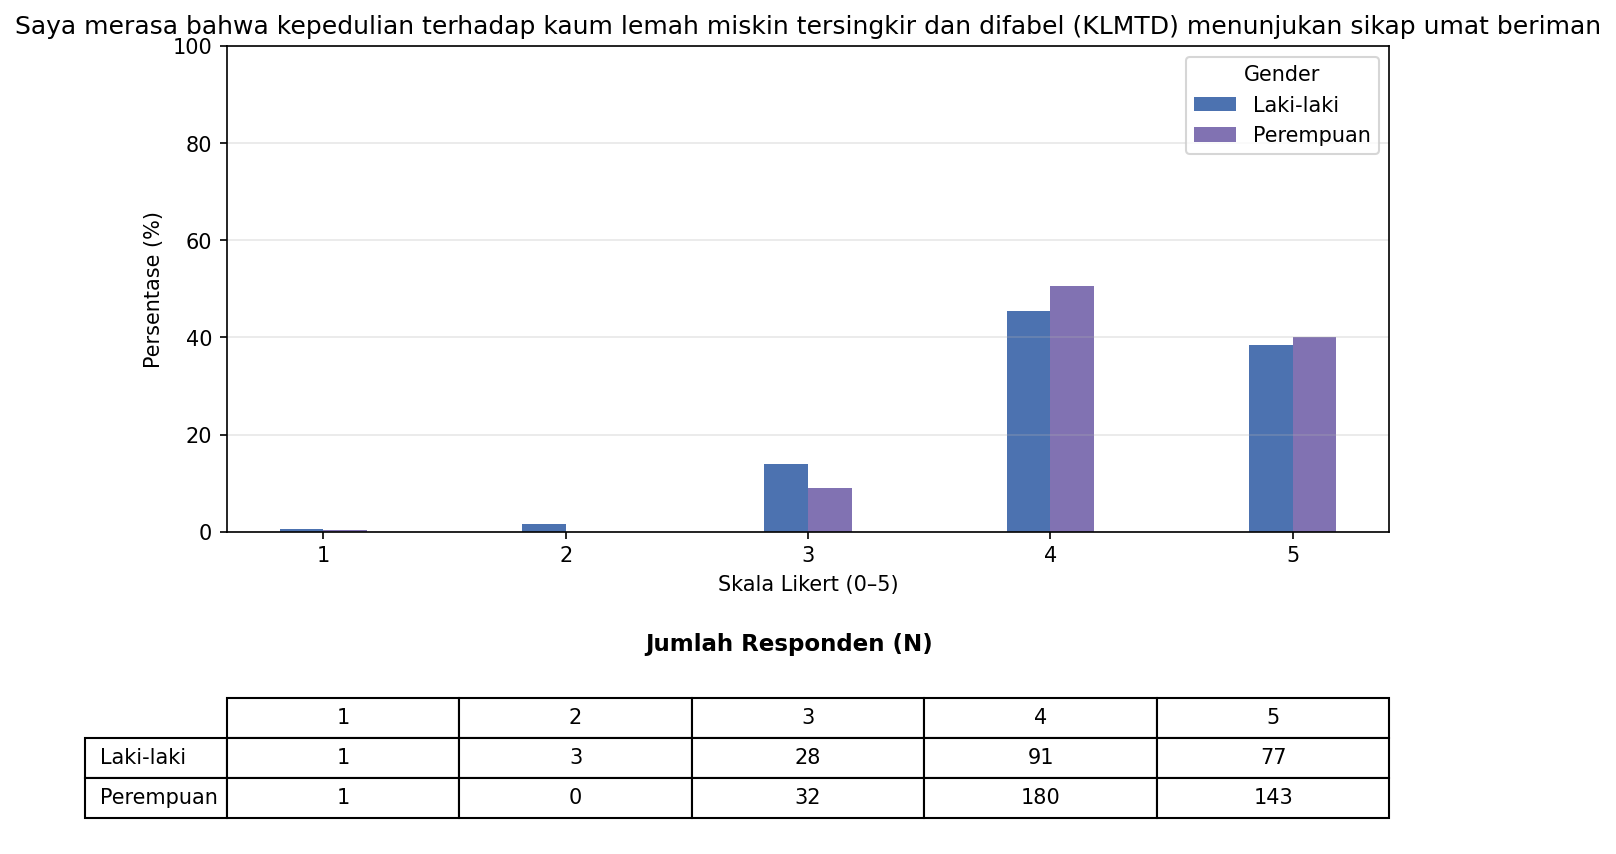 Saya merasa bahwa kepedulian terhadap kaum lemah miskin tersingkir dan difabel (KLMTD) menunjukan sikap umat beriman
100
80
60
40
20
0
Persentase (%)
Gender
Laki-laki
Perempuan
1 2 3 4 5
Skala Likert (0–5)
Jumlah Responden (N)
1 2 3 4 5
Laki-laki 1 3 28 91 77
Perempuan 1 0 32 180 143